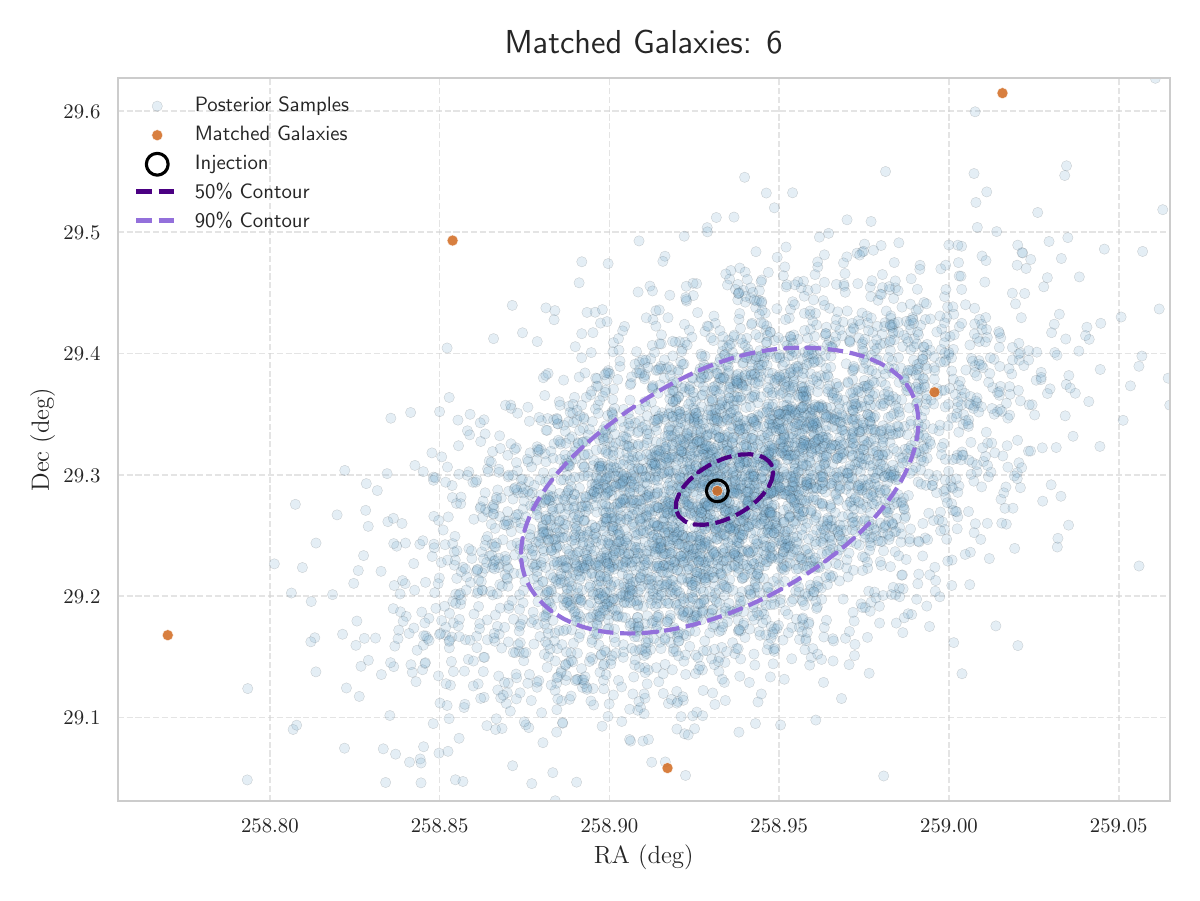 Matched Galaxies: 6
Posterior Samples
Matched Galaxies
Injection
50% Contour
90% Contour
29.6
29.5
29.4
29.3
29.2
29.1
Dec (deg)
258.80 258.85 258.90 258.95 259.00 259.05
RA (deg)